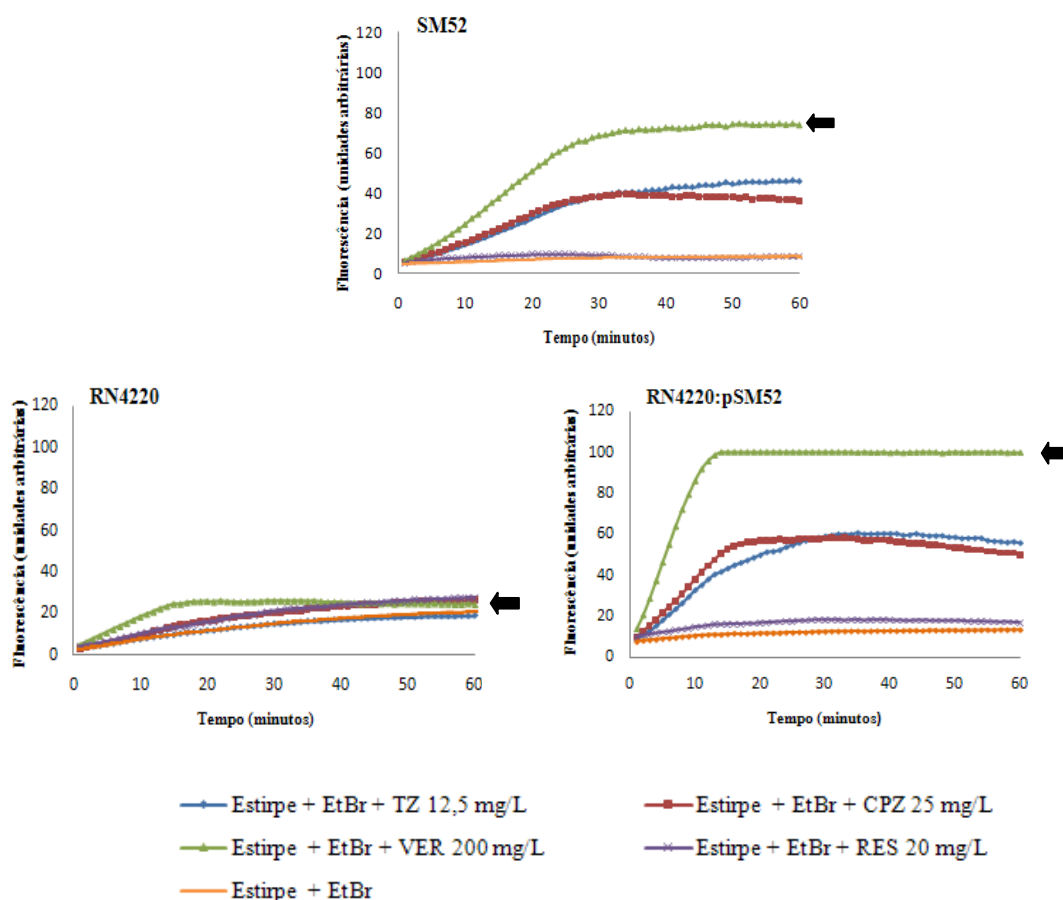 SM52
Fluorescência (unidades arbitrárias)
120
100
80
60
40
20
0
0 10 20 30 40 50 60
Tempo (minutos)
RN4220
Fluorescência (unidades arbitrárias)
120
100
80
60
40
20
0
0 10 20 30 40 50 60
Tempo (minutos)
RN4220:pSM52
Fluorescência (unidades arbitrárias)
120
100
80
60
40
20
0
0 10 20 30 40 50 60
Tempo (minutos)
Estirpe + EtBr + TZ 12,5 mg/L
Estirpe + EtBr + CPZ 25 mg/L
Estirpe + EtBr + VER 200 mg/L
Estirpe + EtBr + RES 20 mg/L
Estirpe + EtBr